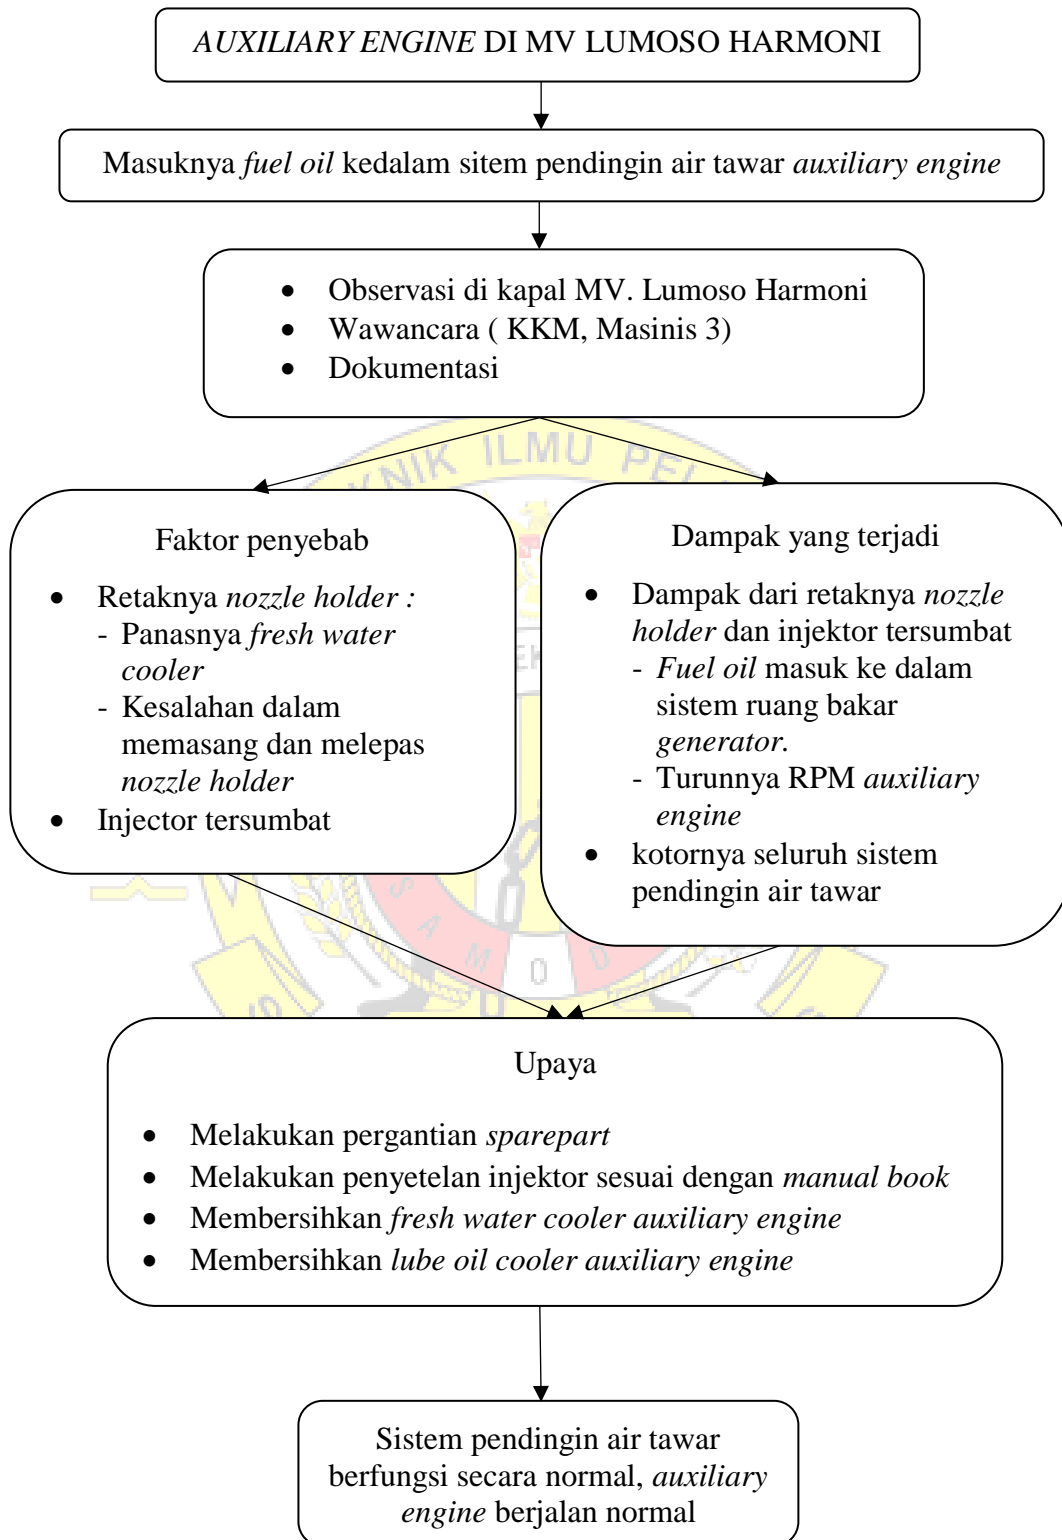 AUXILIARY ENGINE DI MV LUMOSO HARMONI
Masuknya fuel oil kedalam sitem pendingin air tawar auxiliary engine
• Observasi di kapal MV. Lumoso Harmoni
• Wawancara ( KKM, Masinis 3)
• Dokumentasi
NIK ILMU PEL
Faktor penyebab
• Retaknya nozzle holder :
- Panasnya fresh water
cooler
- Kesalahan dalam
memasang dan melepas
nozzle holder
• Injector tersumbat
Dampak yang terjadi
• Dampak dari retaknya nozzle
holder dan injektor tersumbat
- Fuel oil masuk ke dalam
sistem ruang bakar
generator.
- Turunnya RPM auxiliary
engine
• kotornya seluruh sistem
pendingin air tawar
SAMOD
Upaya
• Melakukan pergantian sparepart
• Melakukan penyetelan injektor sesuai dengan manual book
• Membersihkan fresh water cooler auxiliary engine
• Membersihkan lube oil cooler auxiliary engine
Sistem pendingin air tawar
berfungsi secara normal, auxiliary
engine berjalan normal